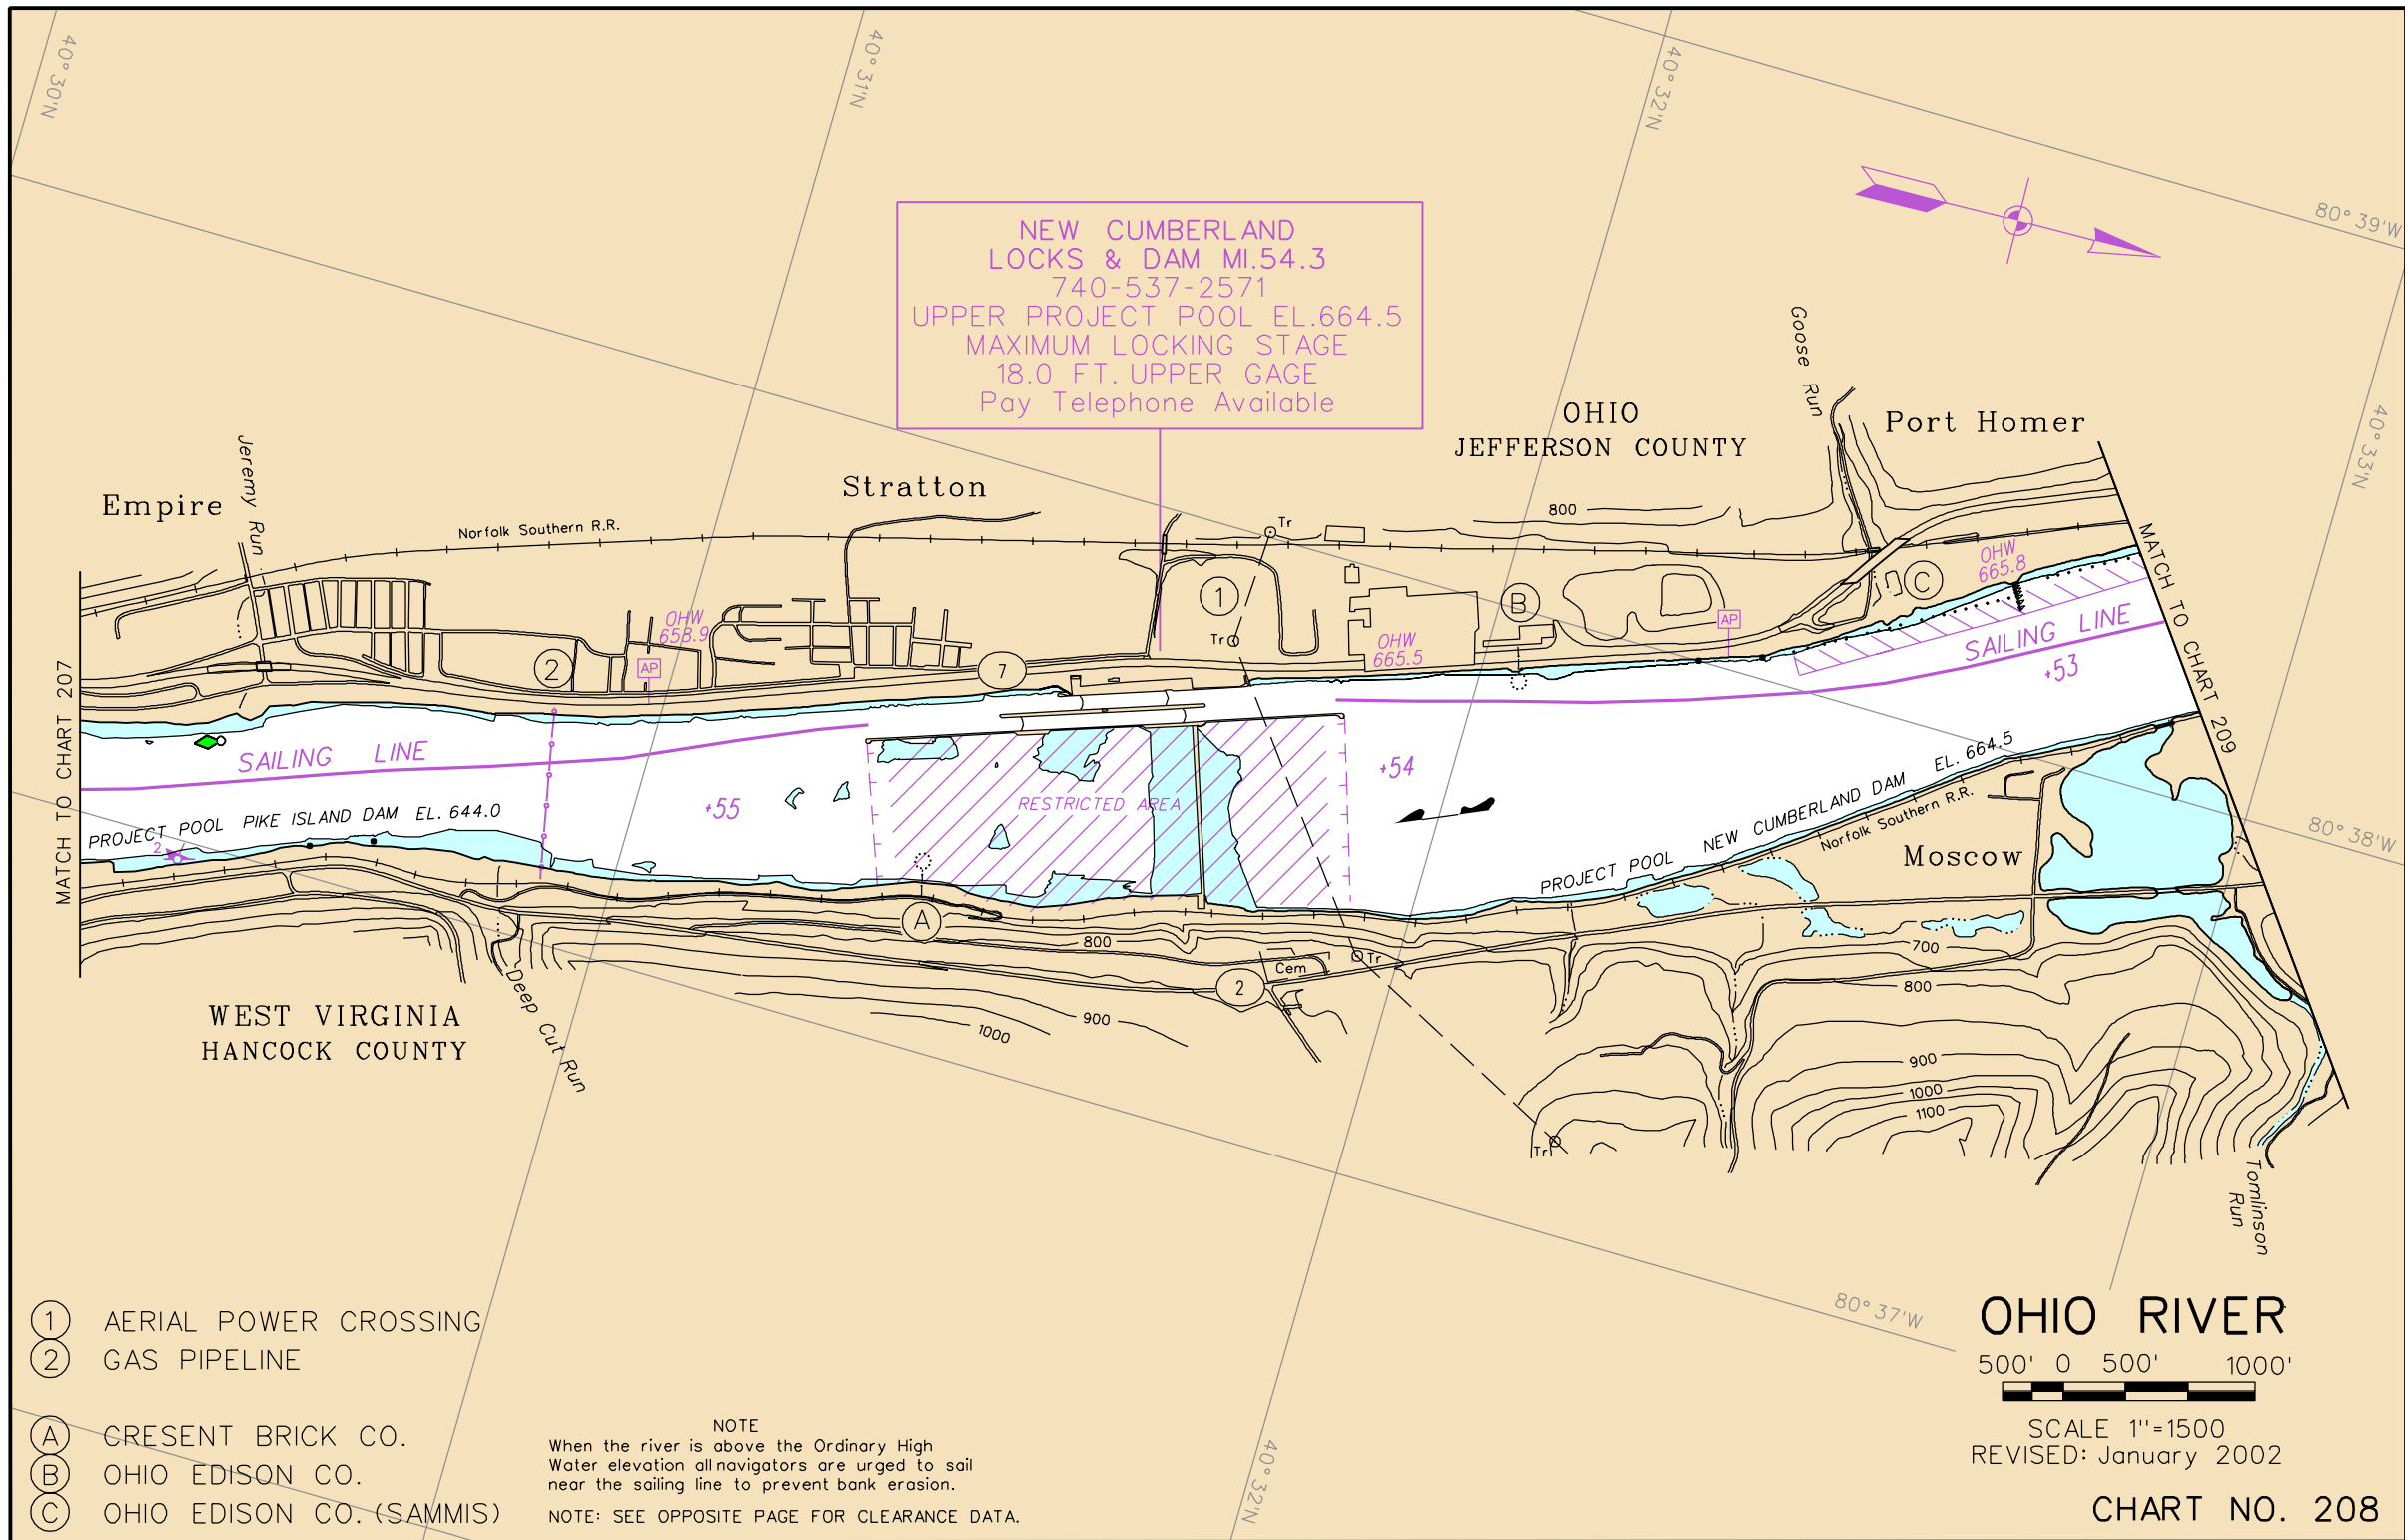 40°30'N
40°31'N
40°32'N
80°39'W
NEW CUMBERLAND
LOCKS & DAM MI.54.3
740-537-2571
UPPER PROJECT POOL EL.664.5
MAXIMUM LOCKING STAGE
18.0 FT. UPPER GAGE
Pay Telephone Available
Goose Run
OHIO
JEFFERSON COUNTY
Port Homer
40°33'N
Empire
Jeremy Run
Stratton
Norfolk Southern R.R.
Tr
800
OHW
665.8
MATCH TO CHART 209
1
B
C
OHW
658.9
AP
Tr
OHW
665.5
AP
SAILING LINE
+53
2
7
MATCH TO CHART 207
SAILING LINE
+55
RESTRICTED AREA
+54
PROJECT POOL PIKE ISLAND DAM EL. 644.0
2
PROJECT POOL NEW CUMBERLAND DAM EL. 664.5
Norfolk Southern R.R.
Moscow
80°38'W
A
800
Cem
Tr
2
700
800
900
1000
900
1000
1100
Tr
WEST VIRGINIA
HANCOCK COUNTY
Deep Cut Run
Tomlinson
Run
80°37'W
40°32'N
1 AERIAL POWER CROSSING
2 GAS PIPELINE
A CRESENT BRICK CO.
B OHIO EDISON CO.
C OHIO EDISON CO. (SAMMIS)
NOTE
When the river is above the Ordinary High
Water elevation all navigators are urged to sail
near the sailing line to prevent bank erasion.
NOTE: SEE OPPOSITE PAGE FOR CLEARANCE DATA.
OHIO RIVER
500' 0 500' 1000'
SCALE 1"=1500
REVISED: January 2002
CHART NO. 208